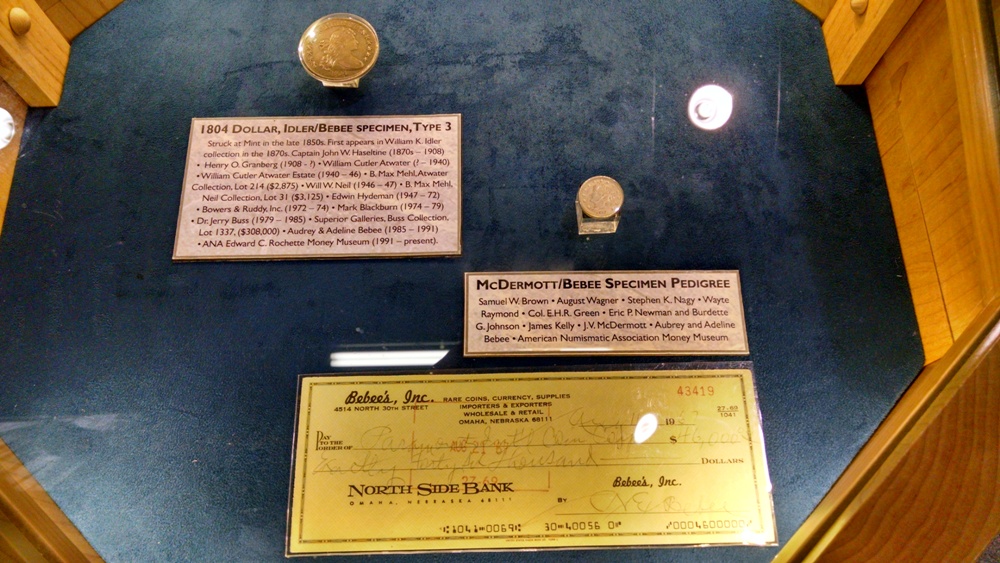 1804 Dollar, Idler/Bebee specimen, Type 3
Struck at Mint in the late 1850s. First appears in William K. Idler
collection in the 1870s. Captain John W. Haseltine (1870s – 1908)
• Henry O. Granberg (1908 - ?) • William Cutler Atwater (? – 1940)
• William Cutler Atwater Estate (1940 – 46) • B. Max Mehl, Atwater
Collection, Lot 214 ($2,875) • Will W. Neil (1946 – 47) • B. Max Mehl,
Neil Collection, Lot 31 ($3,125) • Edwin Hydeman (1947 – 72)
• Bowers & Ruddy, Inc. (1972 – 74) • Mark Blackburn (1974 – 79)
• Dr. Jerry Buss (1979 – 1985) • Superior Galleries, Buss Collection,
Lot 1337, ($308,000) • Audrey & Adeline Bebee (1985 – 1991)
• ANA Edward C. Rochette Money Museum (1991 – present).
McDermott/Bebee Specimen Pedigree
Samuel W. Brown • August Wagner • Stephen K. Nagy • Wayte
Raymond • Col. E.H.R. Green • Eric P. Newman and Burdette
G. Johnson • James Kelly • J.V. McDermott • Aubrey and Adeline
Bebee • American Numismatic Association Money Museum
Bebee's, Inc. RARE COINS, CURRENCY, SUPPLIES
4514 NORTH 30TH STREET
IMPORTERS & EXPORTERS
WHOLESALE & RETAIL
OMAHA, NEBRASKA 68111
43419
27-62
1041
19
PAY
TO THE
ORDER OF
Coin
$ 46,000
Forty Six Thousand
DOLLARS
North Side Bank
OMAHA, NEBRASKA 68111
Bebee's, Inc.
BY
⑆1041⑉0069⑆ 30⑉40056 0⑈ ⑈0004600000⑈